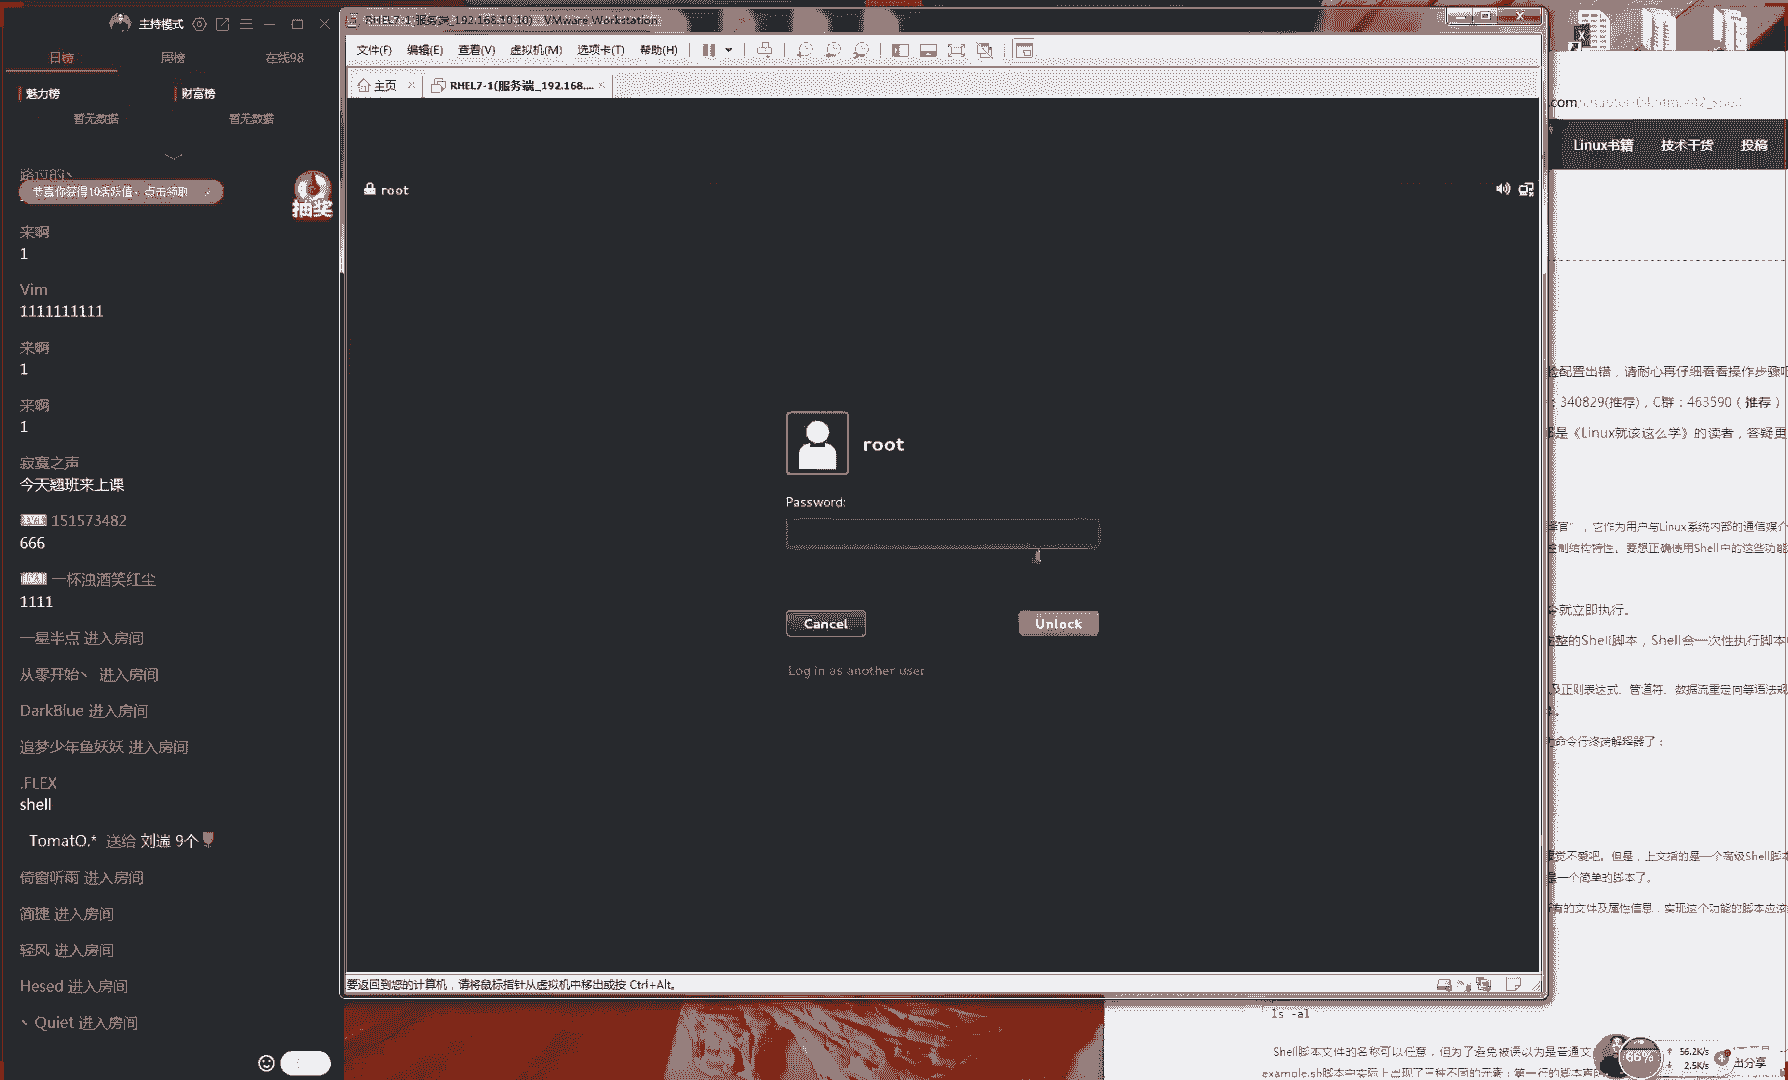 主持模式
日榜 周榜 在线98
魅力榜 财富榜
暂无数据 暂无数据
路过的丶
恭喜你获得10活跃值，点击领取
抽奖
来啊
1
Vim
1111111111
来啊
1
来啊
1
寂寞之声
今天翘班来上课
151573482
666
一杯浊酒笑红尘
1111
一星半点 进入房间
从零开始丶 进入房间
DarkBlue 进入房间
追梦少年鱼妖妖 进入房间
.FLEX
shell
TomatO.* 送给 刘遄 9个
倚窗听雨 进入房间
简捷 进入房间
轻风 进入房间
Hesed 进入房间
丶Quiet 进入房间
RHEL7-1(服务端_192.168.10.10) - VMware Workstation
文件(F) 编辑(E) 查看(V) 虚拟机(M) 选项卡(T) 帮助(H)
主页 RHEL7-1(服务端_192.168....
root
root
Password:
Cancel Unlock
Log in as another user
要返回到您的计算机，请将鼠标指针从虚拟机中移出或按 Ctrl+Alt。
Linux书籍 技术干货 投稿
配置出错，请耐心再仔细看看操作步骤吧
：340829(推荐)，C群：463590（推荐）
是《Linux就该这么学》的读者，答疑更
，它作为用户与Linux系统内部的通信媒介
制结构特性。要想正确使用Shell中的这些功能
令就立即执行。
整的Shell脚本，Shell会一次性执行脚本
及正则表达式、管道符、数据流重定向等语法规
命令行终端解释器了：
觉不爱吧。但是，上文指的是一个高级Shell脚本
是一个简单的脚本了。
有的文件及属性信息，实现这个功能的脚本应该
ls -al
Shell脚本文件的名称可以任意，但为了避免被误以为是普通文
example.sh脚本中实际上出现了三种不同的元素：第一行的脚本声
66%
56.2K/s
2.5K/s
出分享